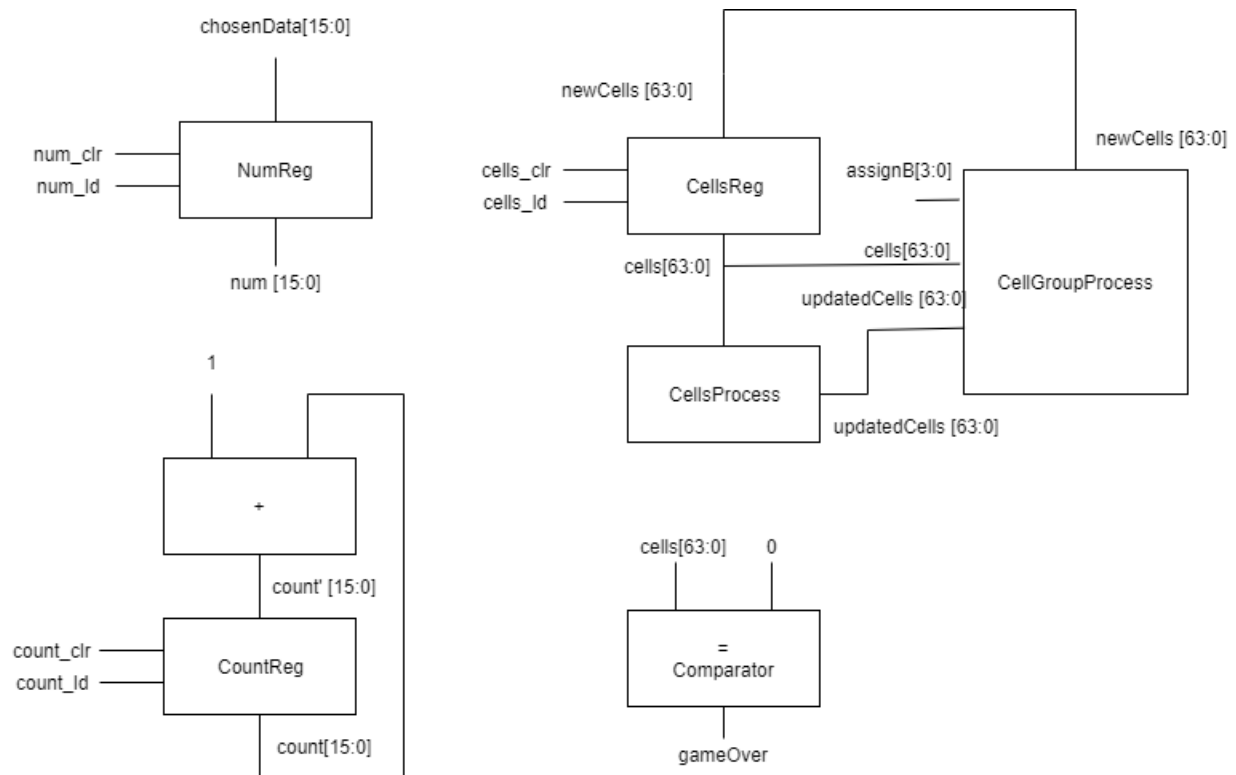 chosenData[15:0]
num_clr
num_ld
NumReg
num [15:0]
newCells [63:0]
newCells [63:0]
cells_clr
cells_ld
CellsReg
assignB[3:0]
cells[63:0]
cells[63:0]
CellGroupProcess
updatedCells [63:0]
CellsProcess
updatedCells [63:0]
1
+
count' [15:0]
count_clr
count_ld
CountReg
count[15:0]
cells[63:0]
0
=
Comparator
gameOver